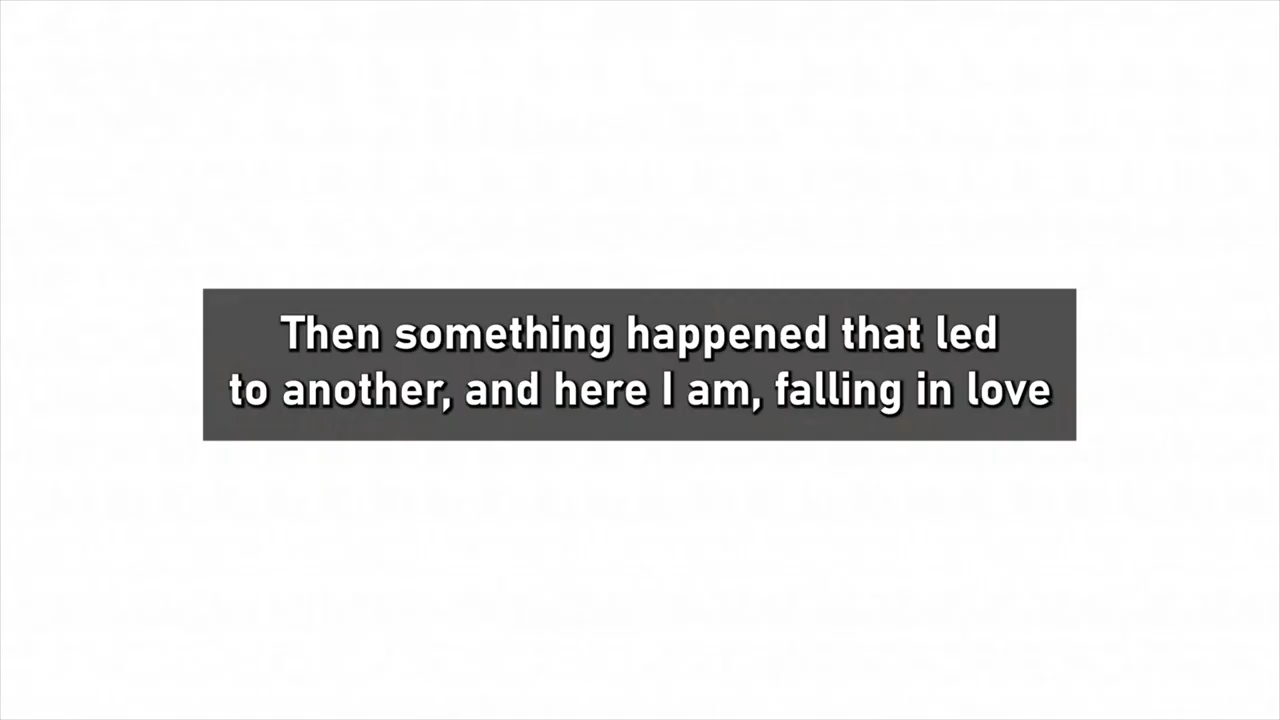 Then something happened that led
to another, and here I am, falling in love